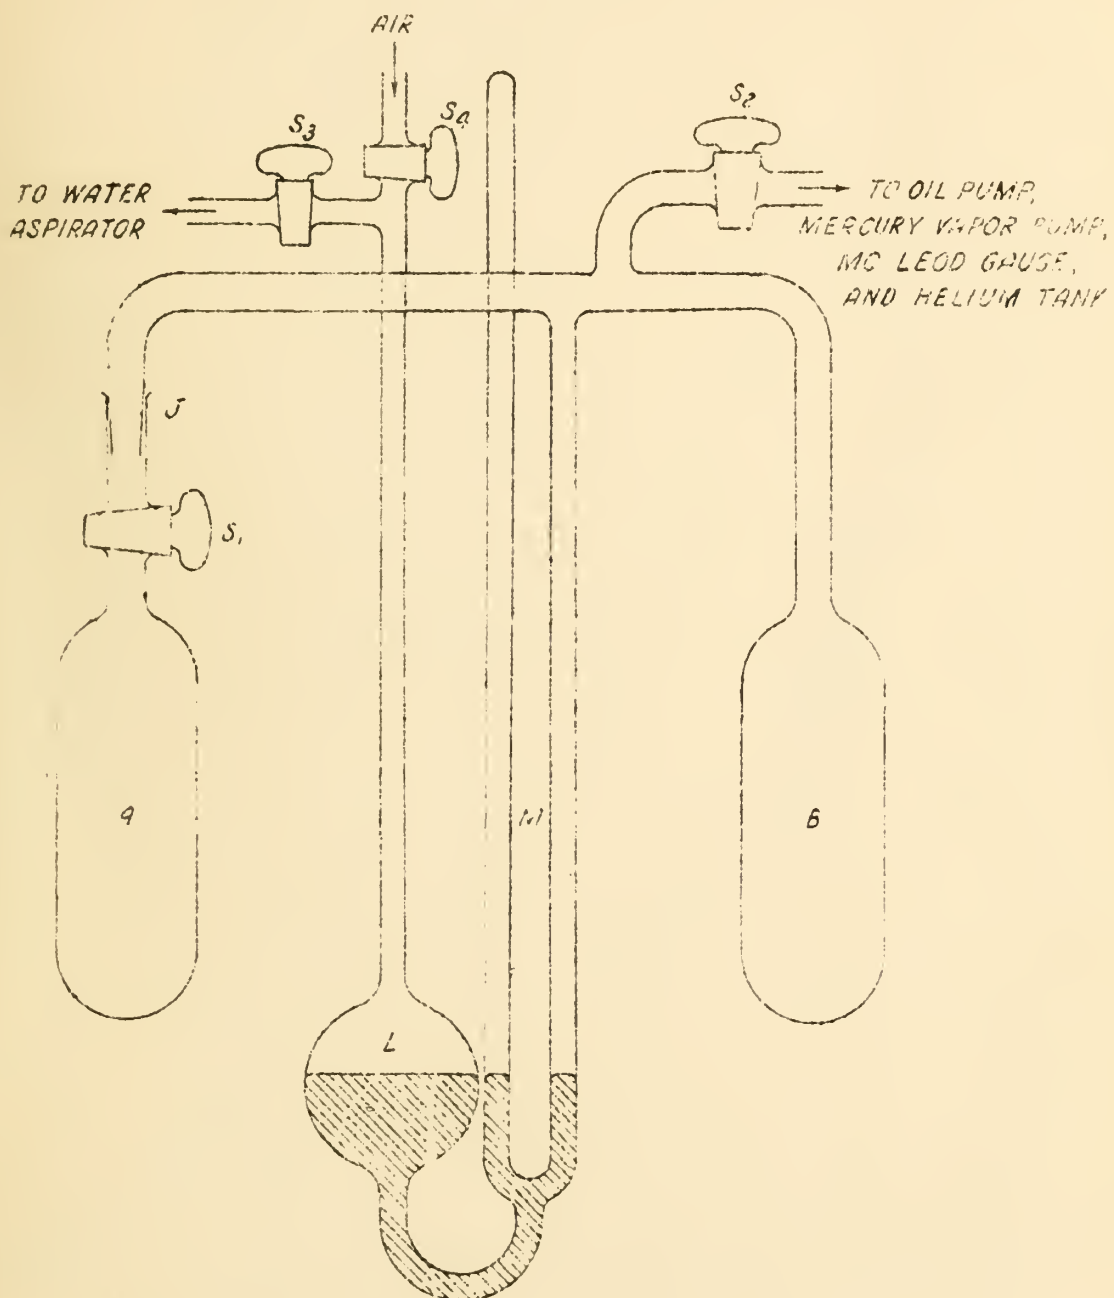 AIR
S3
S4
S2
TO WATER
ASPIRATOR
TO OIL PUMP,
MERCURY VAPOR PUMP,
MC LEOD GAUGE,
AND HELIUM TANK
J
S1
A
M
B
L